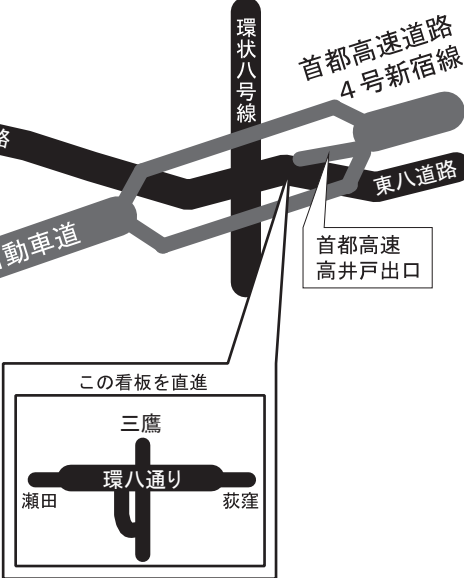 首都高速道路
4号新宿線
環状八号線
路
東八道路
動車道
首都高速
高井戸出口
この看板を直進
三鷹
環八通り
瀬田
荻窪